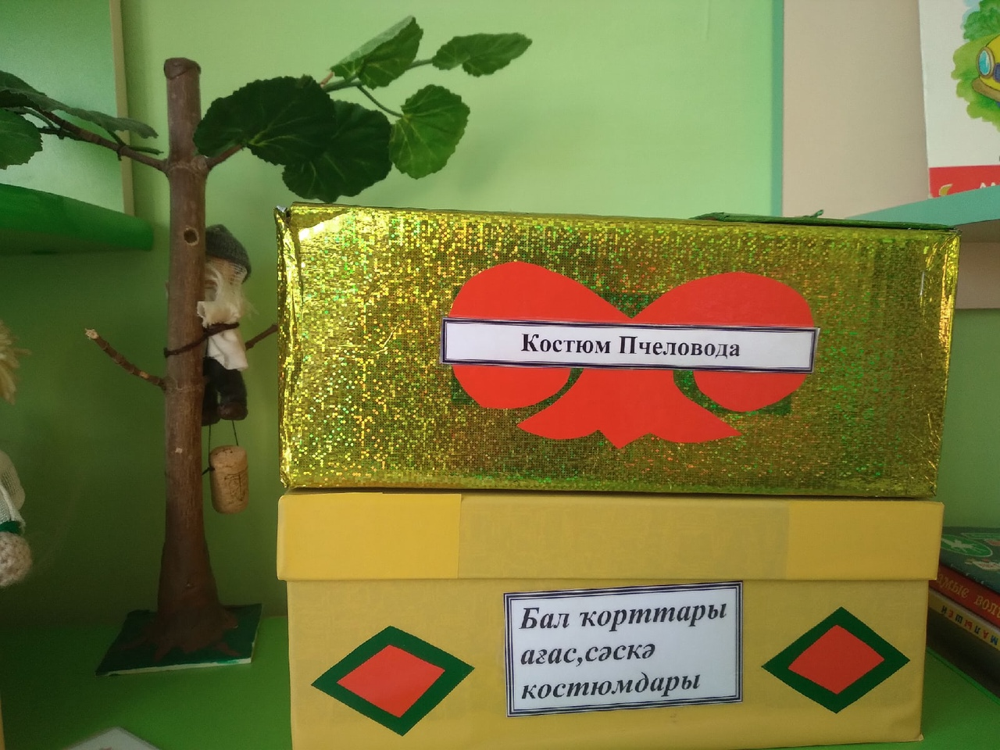 Костюм Пчеловода
Бал ҡорттары
ағас,сәскә
костюмдары